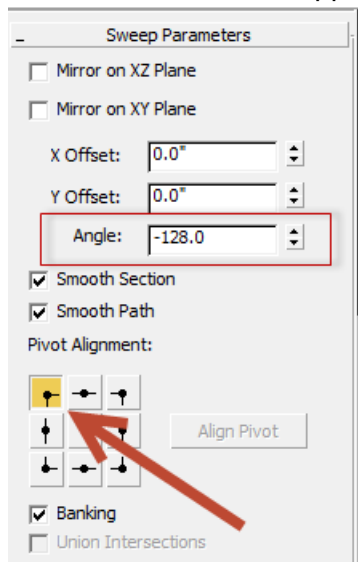 Sweep Parameters
Mirror on XZ Plane
Mirror on XY Plane
X Offset: 0.0"
Y Offset: 0.0"
Angle: -128.0
Smooth Section
Smooth Path
Pivot Alignment:
Align Pivot
Banking
Union Intersections